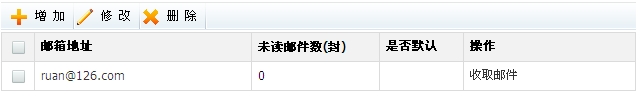 增 加 修 改 删 除
邮箱地址 未读邮件数(封) 是否默认 操作
ruan@126.com 0 收取邮件